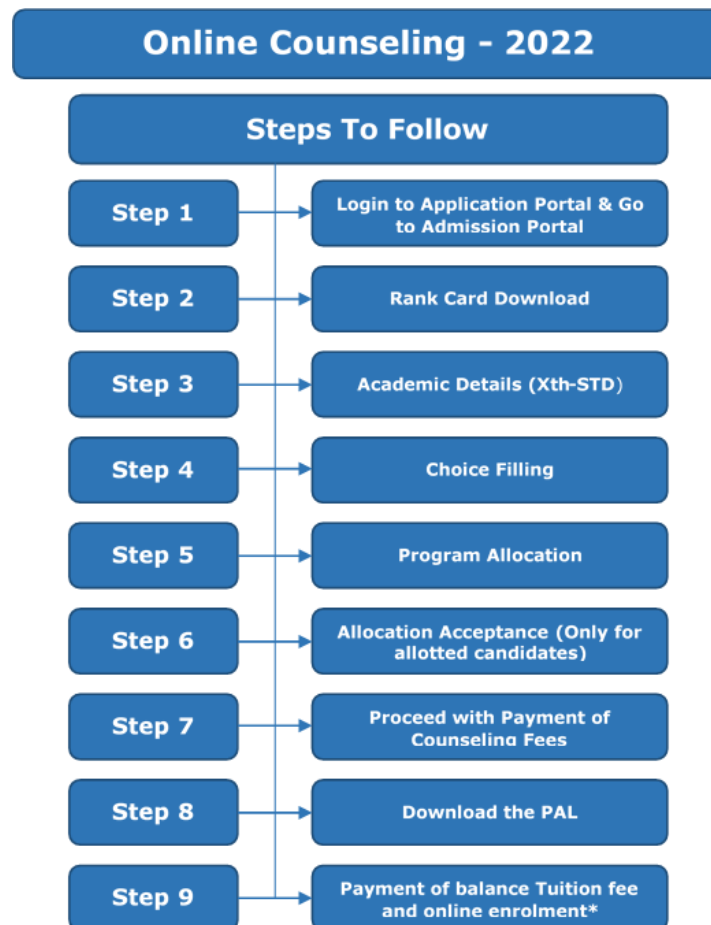 Online Counseling - 2022
Steps To Follow
Step 1
Login to Application Portal & Go
to Admission Portal
Step 2
Rank Card Download
Step 3
Academic Details (Xth-STD)
Step 4
Choice Filling
Step 5
Program Allocation
Step 6
Allocation Acceptance (Only for
allotted candidates)
Step 7
Proceed with Payment of
Counseling Fees
Step 8
Download the PAL
Step 9
Payment of balance Tuition fee
and online enrolment*